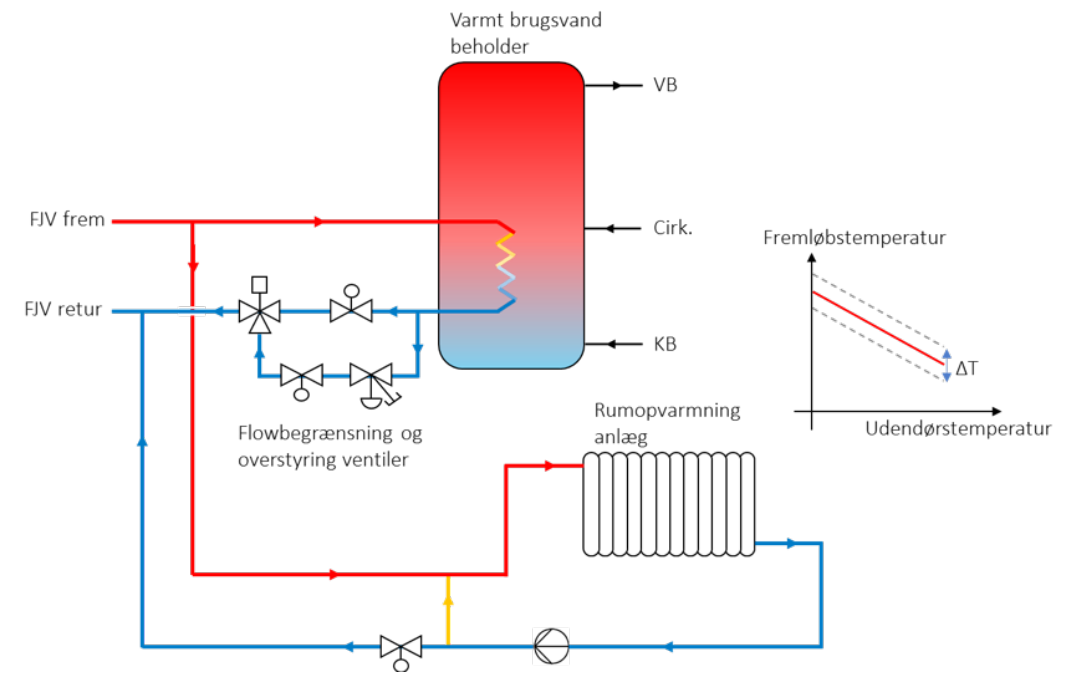 Varmt brugsvand
beholder
VB
FJV frem
Cirk.
Fremløbstemperatur
FJV retur
KB
ΔT
Rumopvarmning
anlæg
Udendørstemperatur
Flowbegrænsning og
overstyring ventiler